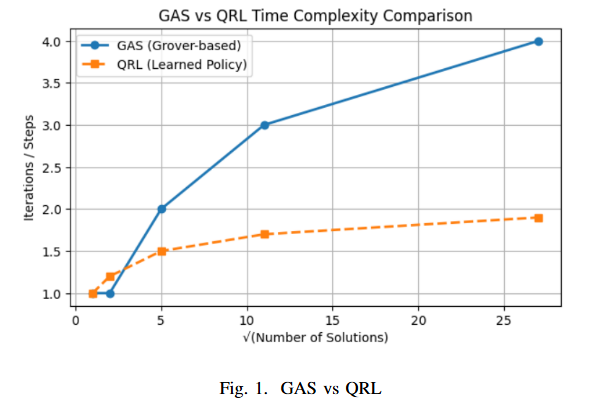 GAS vs QRL Time Complexity Comparison
GAS (Grover-based)
QRL (Learned Policy)
Iterations / Steps
4.0
3.5
3.0
2.5
2.0
1.5
1.0
0 5 10 15 20 25
√(Number of Solutions)
Fig. 1. GAS vs QRL